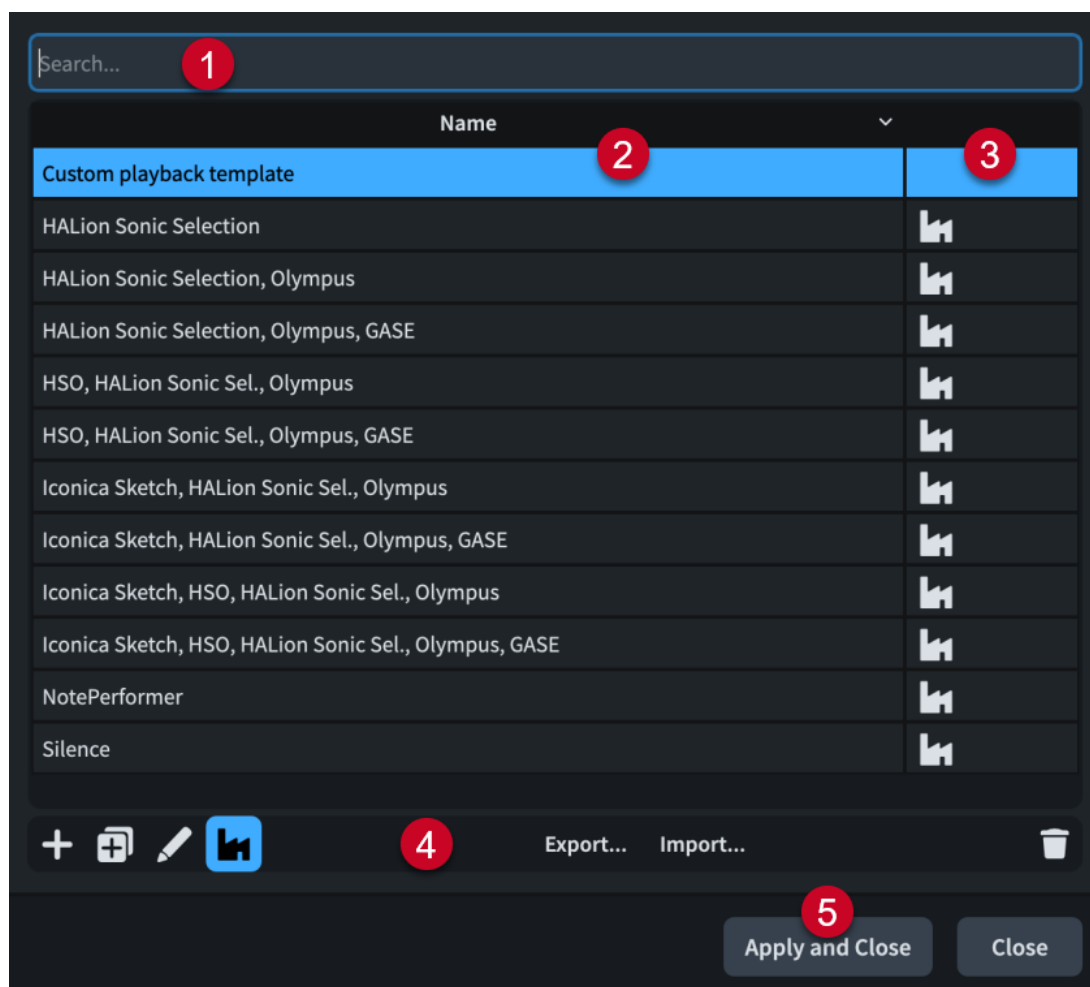 Search...
1
Name
2
3
Custom playback template
HALion Sonic Selection
HALion Sonic Selection, Olympus
HALion Sonic Selection, Olympus, GASE
HSO, HALion Sonic Sel., Olympus
HSO, HALion Sonic Sel., Olympus, GASE
Iconica Sketch, HALion Sonic Sel., Olympus
Iconica Sketch, HALion Sonic Sel., Olympus, GASE
Iconica Sketch, HSO, HALion Sonic Sel., Olympus
Iconica Sketch, HSO, HALion Sonic Sel., Olympus, GASE
NotePerformer
Silence
4
Export... Import...
5
Apply and Close Close